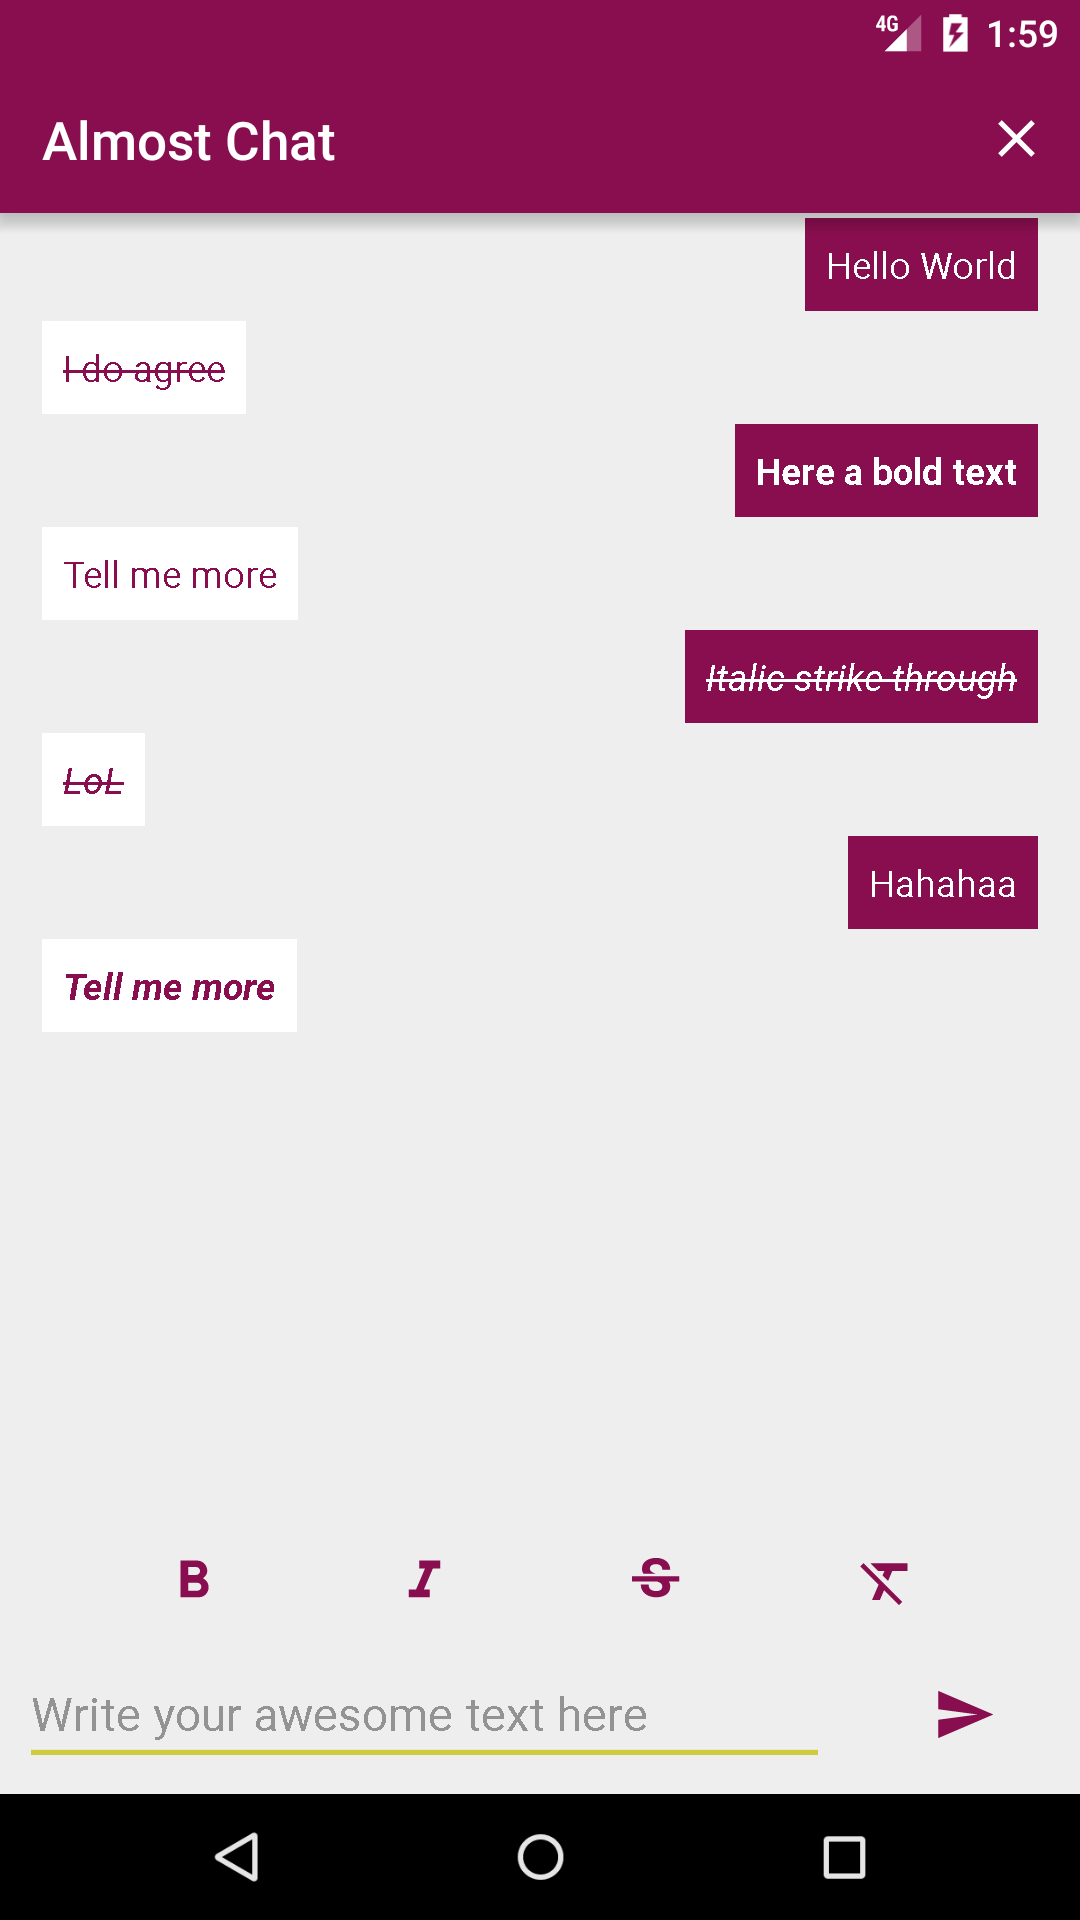 4G 1:59
Almost Chat
Hello World
I do agree
Here a bold text
Tell me more
Italic strike through
LoL
Hahahaa
Tell me more
B I S T
Write your awesome text here